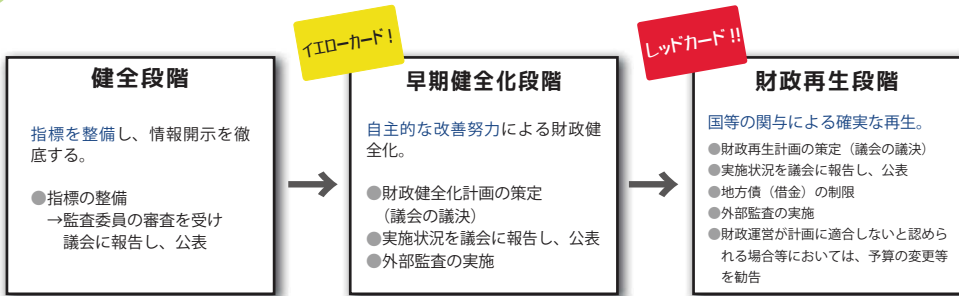 イエローカード!
レッドカード!!
健全段階
指標を整備し、情報開示を徹
底する。
●指標の整備
→監査委員の審査を受け
議会に報告し、公表
早期健全化段階
自主的な改善努力による財政健
全化。
●財政健全化計画の策定
（議会の議決）
●実施状況を議会に報告し、公表
●外部監査の実施
財政再生段階
国等の関与による確実な再生。
●財政再生計画の策定（議会の議決）
●実施状況を議会に報告し、公表
●地方債（借金）の制限
●外部監査の実施
●財政運営が計画に適合しないと認めら
れる場合等においては、予算の変更等
を勧告